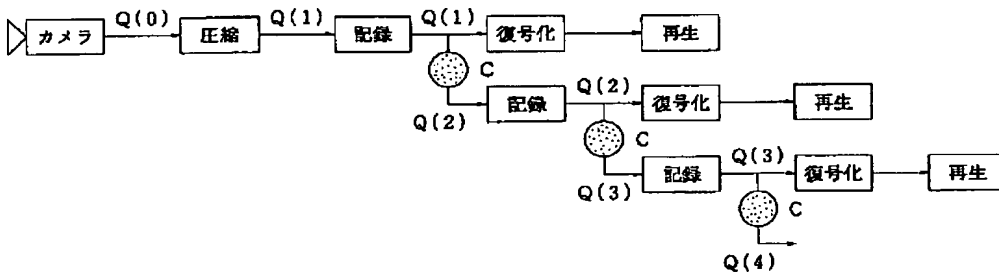 Q(0) Q(1) Q(1)
カメラ 圧縮 記録 復号化 再生
C
Q(2)
Q(2) 記録 復号化 再生
C
Q(3)
Q(3) 記録 復号化 再生
C
Q(4)